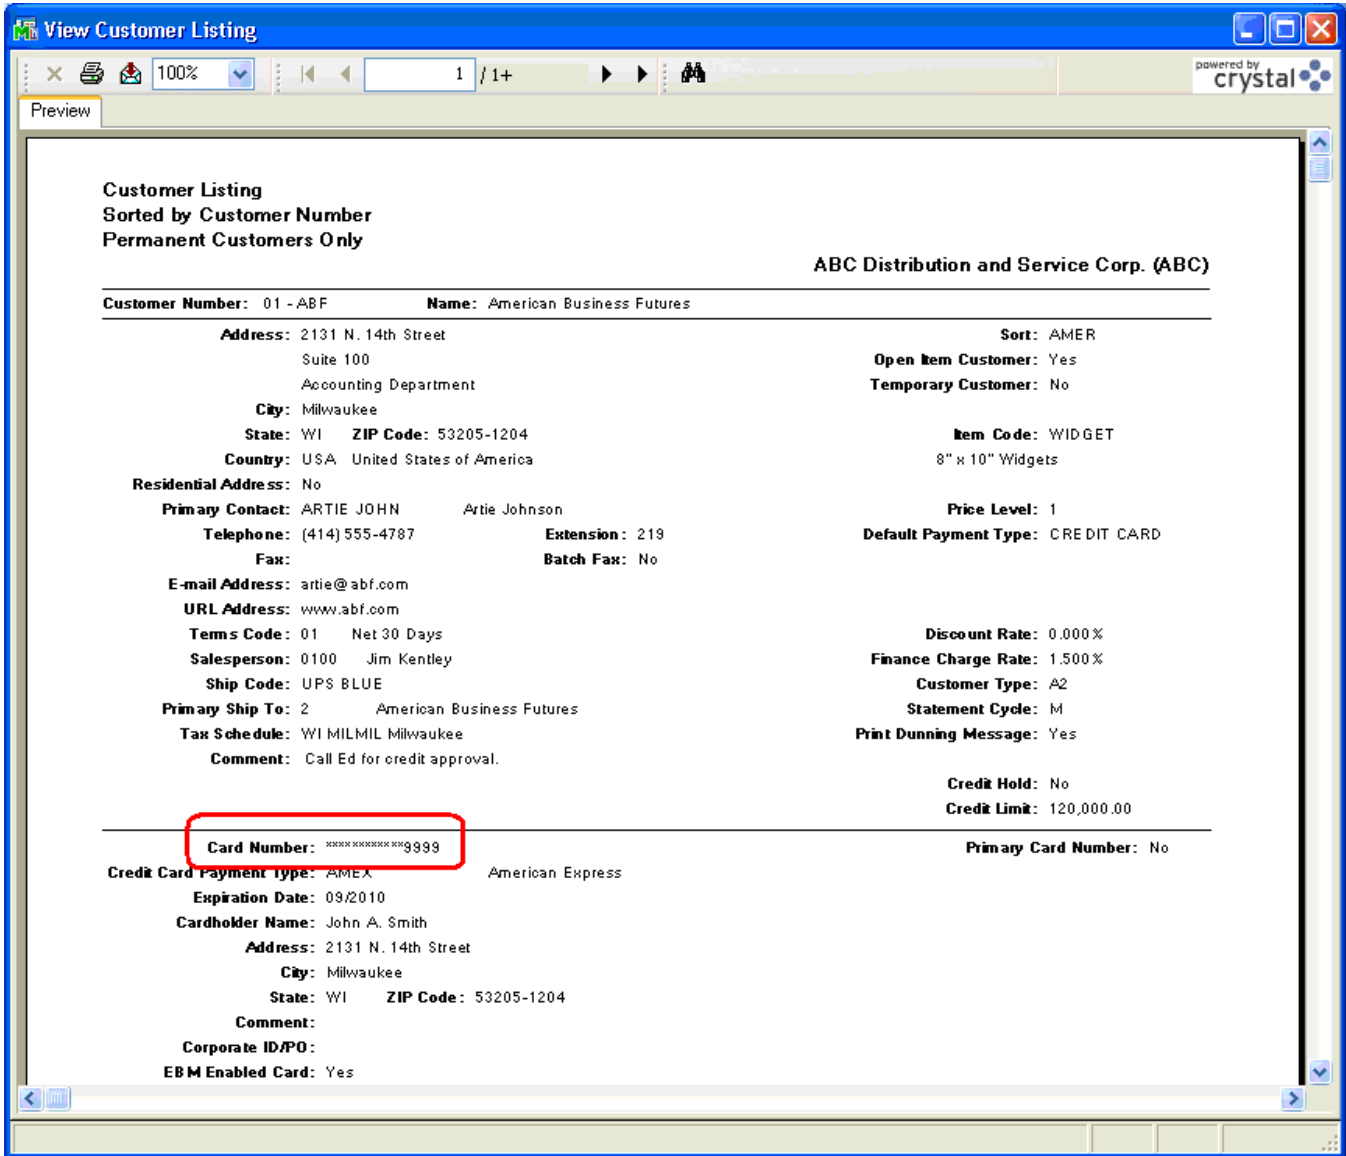 View Customer Listing
100% 1 / 1+ powered by crystal
Preview
Customer Listing
Sorted by Customer Number
Permanent Customers Only
ABC Distribution and Service Corp. (ABC)
Customer Number: 01 - ABF Name: American Business Futures
Address: 2131 N. 14th Street Sort: AMER
Suite 100 Open Item Customer: Yes
Accounting Department Temporary Customer: No
City: Milwaukee
State: WI ZIP Code: 53205-1204 Item Code: WIDGET
Country: USA United States of America 8" x 10" Widgets
Residential Address: No
Primary Contact: ARTIE JOHN Artie Johnson Price Level: 1
Telephone: (414) 555-4787 Extension: 219 Default Payment Type: CREDIT CARD
Fax: Batch Fax: No
E-mail Address: artie@abf.com
URL Address: www.abf.com
Terms Code: 01 Net 30 Days Discount Rate: 0.000%
Salesperson: 0100 Jim Kentley Finance Charge Rate: 1.500%
Ship Code: UPS BLUE Customer Type: A2
Primary Ship To: 2 American Business Futures Statement Cycle: M
Tax Schedule: WI MILMIL Milwaukee Print Dunning Message: Yes
Comment: Call Ed for credit approval.
Credit Hold: No
Credit Limit: 120,000.00
Card Number: ************9999 Primary Card Number: No
Credit Card Payment Type: AMEX American Express
Expiration Date: 09/2010
Cardholder Name: John A. Smith
Address: 2131 N. 14th Street
City: Milwaukee
State: WI ZIP Code: 53205-1204
Comment:
Corporate ID/PO:
EBM Enabled Card: Yes